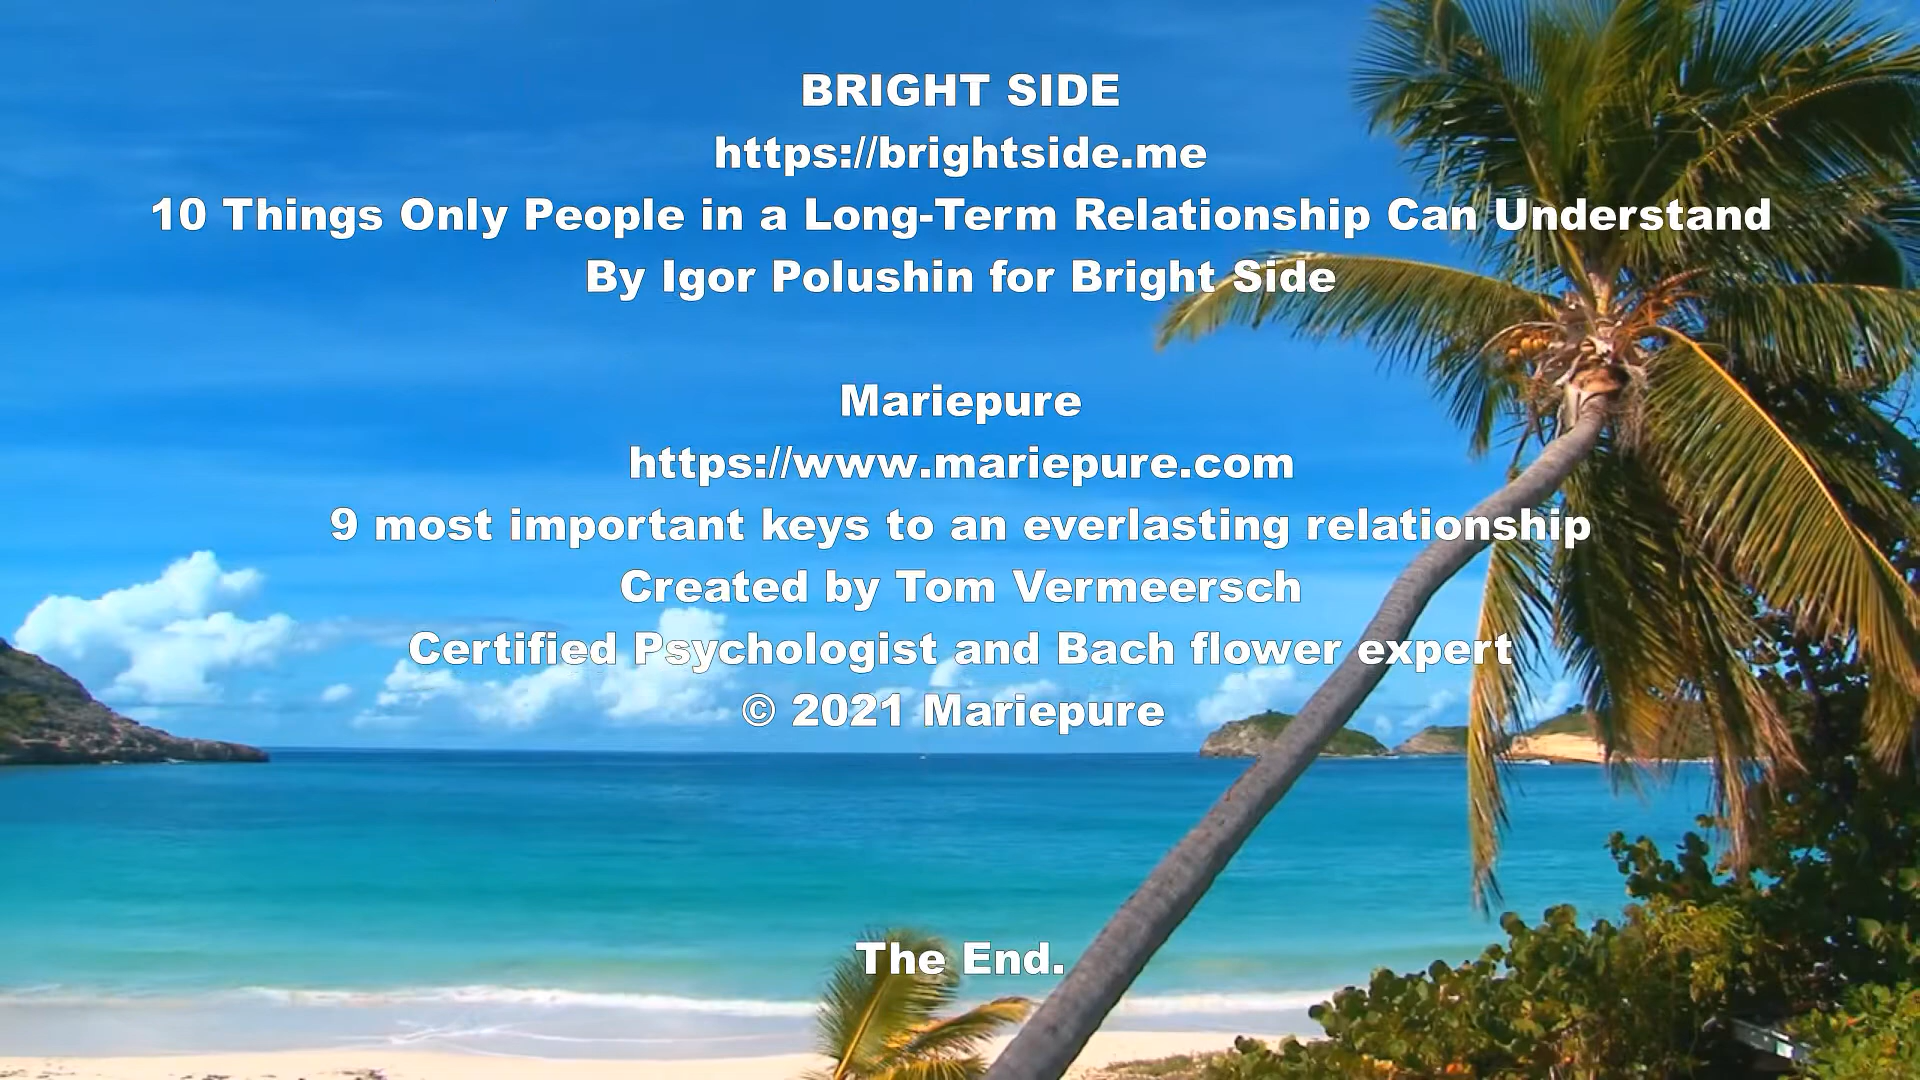 BRIGHT SIDE
https://brightside.me
10 Things Only People in a Long-Term Relationship Can Understand
By Igor Polushin for Bright Side
Mariepure
https://www.mariepure.com
9 most important keys to an everlasting relationship
Created by Tom Vermeersch
Certified Psychologist and Bach flower expert
© 2021 Mariepure
The End.